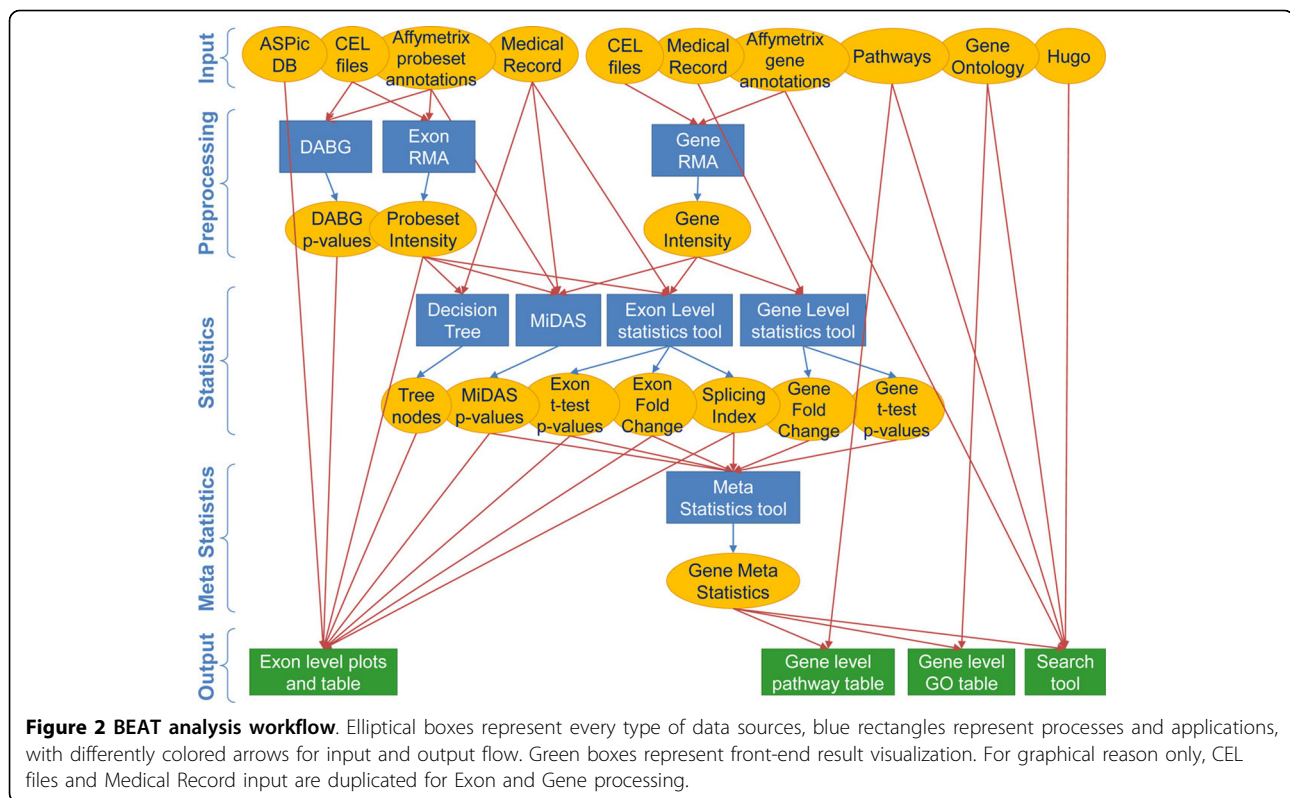 Input
ASPic
DB
CEL
files
Affymetrix
probeset
annotations
Medical
Record
CEL
files
Medical
Record
Affymetrix
gene
annotations
Pathways
Gene
Ontology
Hugo
Preprocessing
DABG
Exon
RMA
Gene
RMA
DABG
p-values
Probeset
Intensity
Gene
Intensity
Statistics
Decision
Tree
MiDAS
Exon Level
statistics tool
Gene Level
statistics tool
Tree
nodes
MiDAS
p-values
Exon
t-test
p-values
Exon
Fold
Change
Splicing
Index
Gene
Fold
Change
Gene
t-test
p-values
Meta Statistics
Meta
Statistics tool
Gene Meta
Statistics
Output
Exon level plots
and table
Gene level
pathway table
Gene level
GO table
Search
tool
Figure 2 BEAT analysis workflow. Elliptical boxes represent every type of data sources, blue rectangles represent processes and applications,
with differently colored arrows for input and output flow. Green boxes represent front-end result visualization. For graphical reason only, CEL
files and Medical Record input are duplicated for Exon and Gene processing.